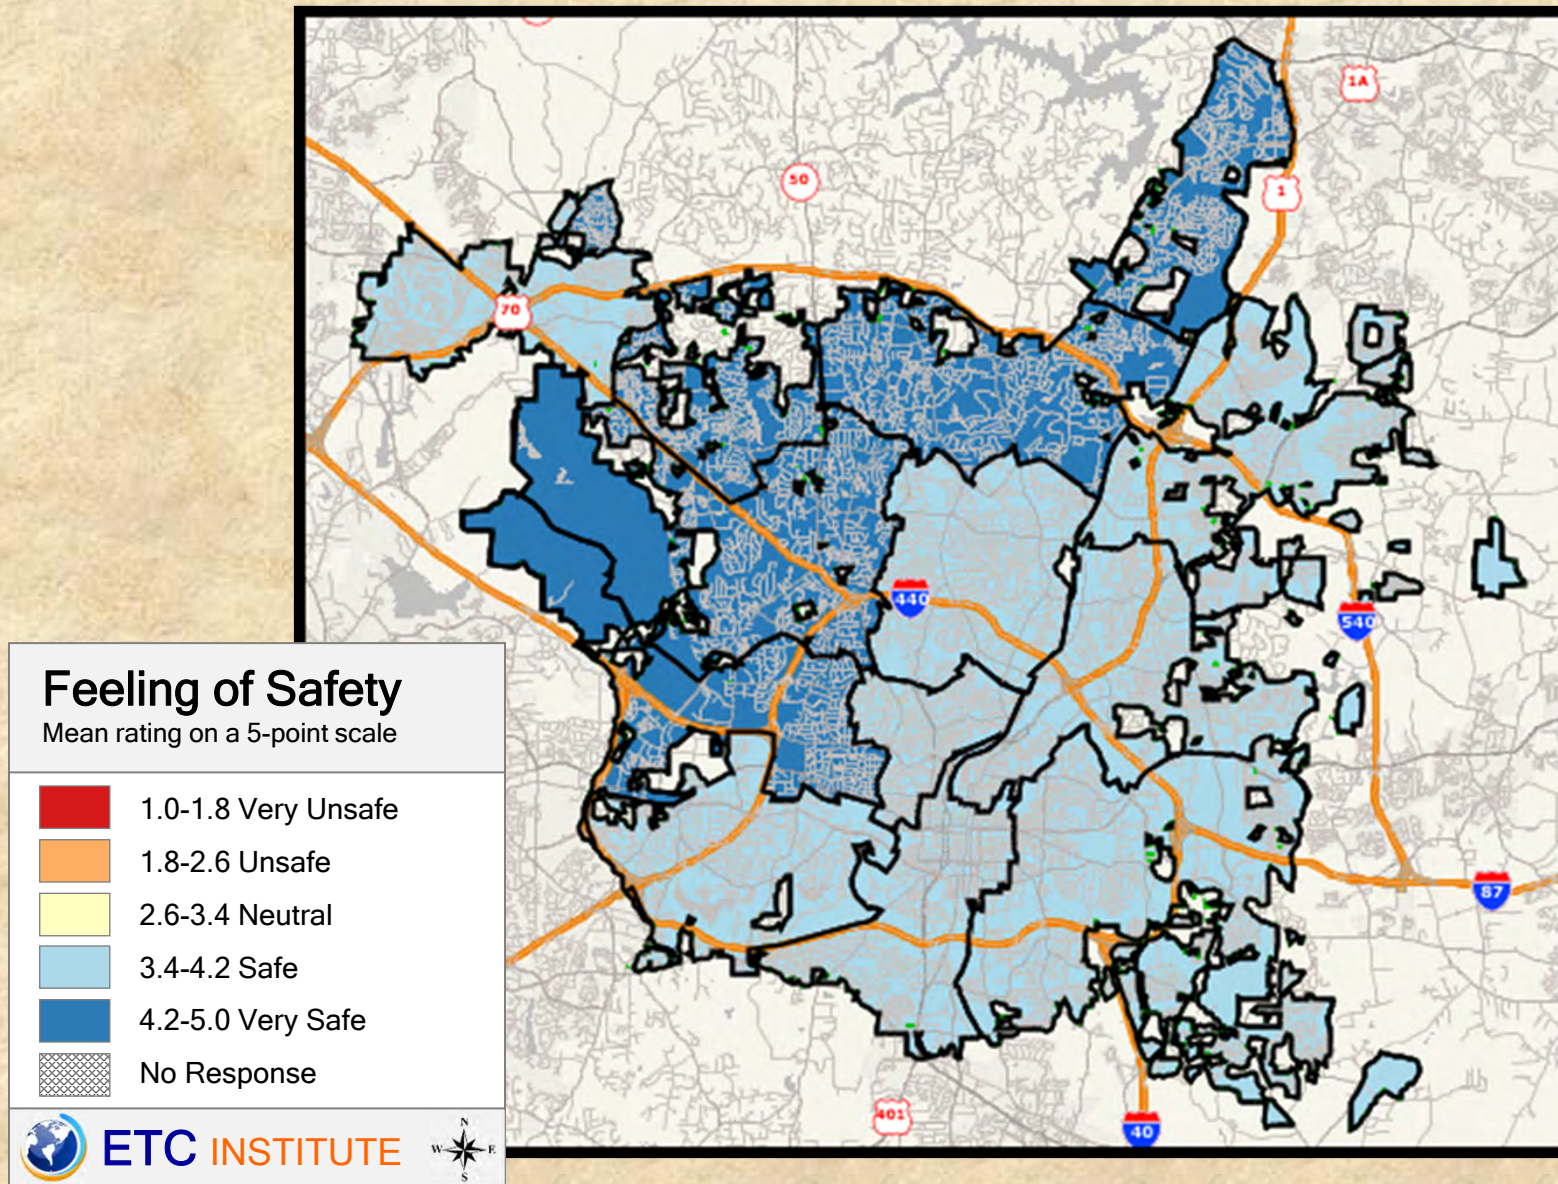 1A
50
1
70
440
540
87
401
40
Feeling of Safety
Mean rating on a 5-point scale
1.0-1.8 Very Unsafe
1.8-2.6 Unsafe
2.6-3.4 Neutral
3.4-4.2 Safe
4.2-5.0 Very Safe
No Response
ETC INSTITUTE
N
W E
S